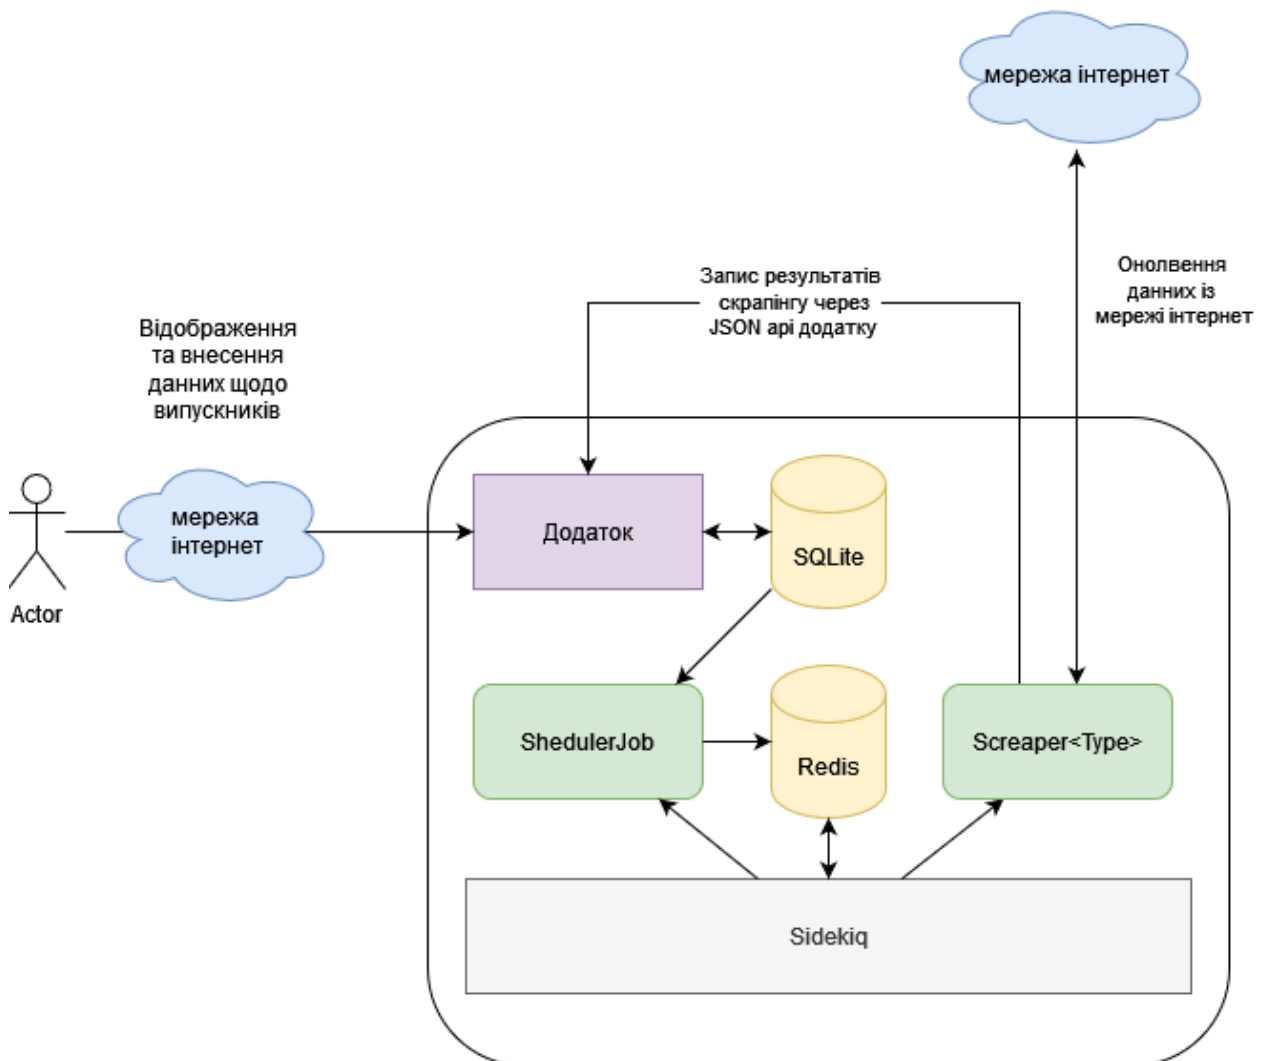 мережа інтернет
Онолвення
данних із
мережі інтернет
Запис результатів
скрапінгу через
JSON api додатку
Відображення
та внесення
данних щодо
випускників
мережа
інтернет
Actor
Додаток
SQLite
ShedulerJob
Redis
Screaper<Type>
Sidekiq